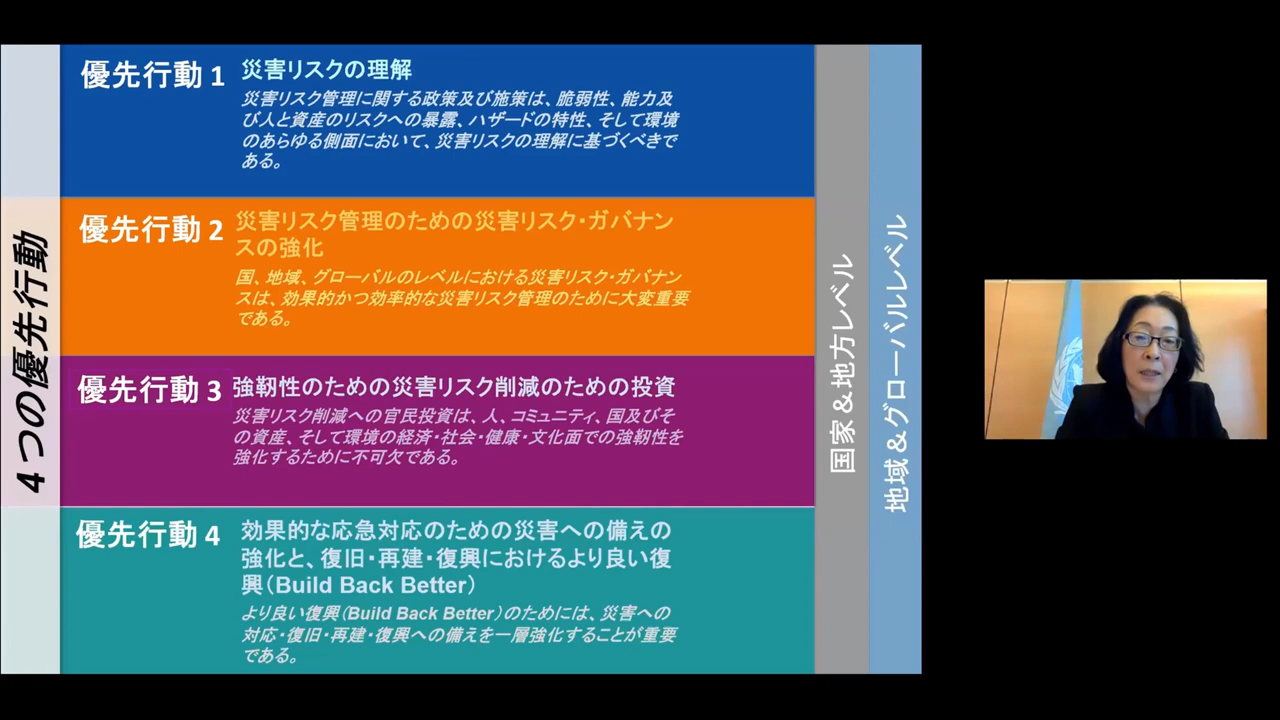 4つの優先行動
優先行動 1
災害リスクの理解
災害リスク管理に関する政策及び施策は、脆弱性、能力及
び人と資産のリスクへの暴露、ハザードの特性、そして環境
のあらゆる側面において、災害リスクの理解に基づくべきで
ある。
優先行動 2
災害リスク管理のための災害リスク・ガバナン
スの強化
国、地域、グローバルのレベルにおける災害リスク・ガバナン
スは、効果的かつ効率的な災害リスク管理のために大変重要
である。
優先行動 3
強靭性のための災害リスク削減のための投資
災害リスク削減への官民投資は、人、コミュニティ、国及びそ
の資産、そして環境の経済・社会・健康・文化面での強靭性を
強化するために不可欠である。
優先行動 4
効果的な応急対応のための災害への備えの
強化と、復旧・再建・復興におけるより良い復
興（Build Back Better）
より良い復興（Build Back Better）のためには、災害への
対応・復旧・再建・復興への備えを一層強化することが重要
である。
国家＆地方レベル
地域＆グローバルレベル